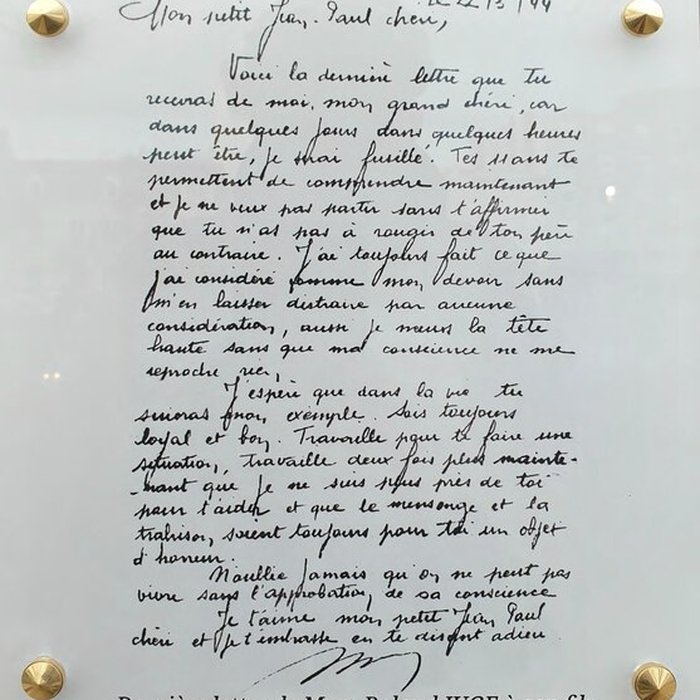 le 22/3/44
Mon petit Jean-Paul chéri,
Voici la dernière lettre que tu
recevras de moi, mon grand chéri, car
dans quelques jours dans quelques heures
peut être, je serai fusillé. Tes 11 ans te
permettent de comprendre maintenant
et je ne veux pas partir sans t'affirmer
que tu n'as pas à rougir de ton père
au contraire. J'ai toujours fait ce que
j'ai considéré comme mon devoir sans
m'en laisser distraire par aucune
considération, aussi je meurs la tête
haute sans que ma conscience ne me
reproche rien.
J'espère que dans la vie tu
suivras mon exemple. Sois toujours
loyal et bon. Travaille pour te faire une
situation, travaille deux fois plus mainte-
-nant que je ne suis plus près de toi
pour t'aider et que le mensonge et la
trahison, soient toujours pour toi un objet
d'horreur.
N'oublie jamais qu'on ne peut pas
vivre sans l'approbation de sa conscience
Je t'aime mon petit Jean Paul
chéri et je t'embrasse en te disant adieu